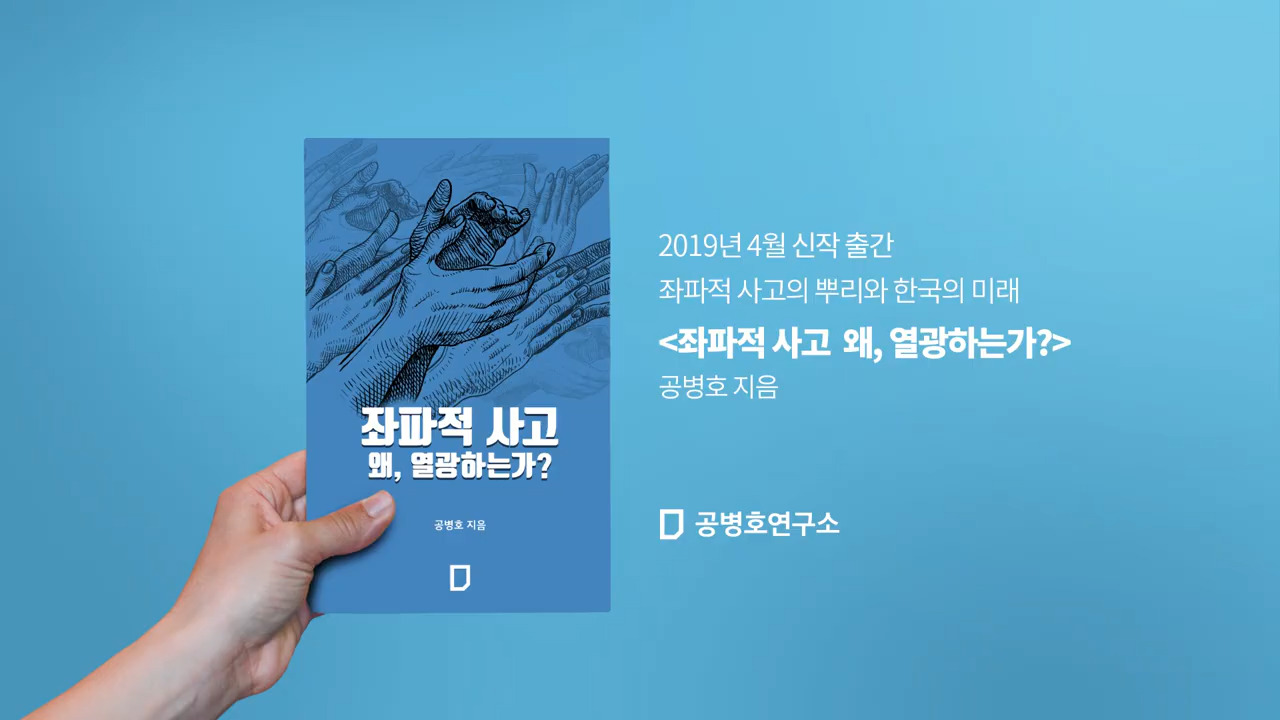 좌파적 사고
왜, 열광하는가?
공병호 지음
2019년 4월 신작 출간
좌파적 사고의 뿌리와 한국의 미래
<좌파적 사고 왜, 열광하는가?>
공병호 지음
공병호연구소